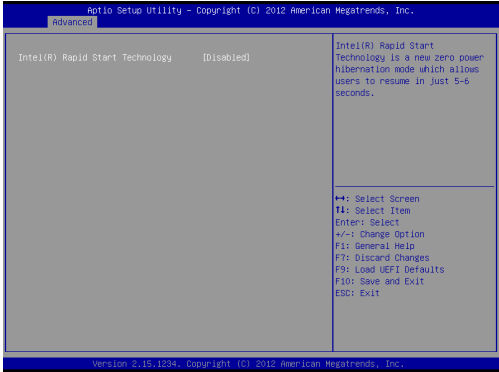 Aptio Setup Utility – Copyright (C) 2012 American Megatrends, Inc.
Advanced
Intel(R) Rapid Start Technology [Disabled]
Intel(R) Rapid Start
Technology is a new zero power
hibernation mode which allows
users to resume in just 5-6
seconds.
↔: Select Screen
↑↓: Select Item
Enter: Select
+/-: Change Option
F1: General Help
F7: Discard Changes
F9: Load UEFI Defaults
F10: Save and Exit
ESC: Exit
Version 2.15.1234. Copyright (C) 2012 American Megatrends, Inc.